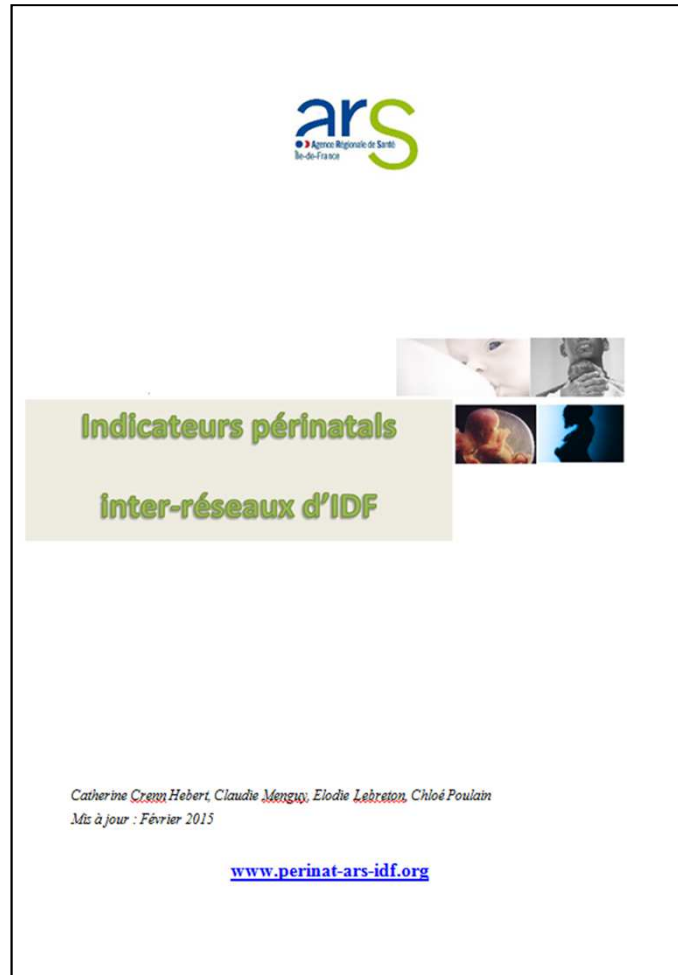 ars
Agence Régionale de Santé
Île-de-France
Indicateurs périnatals
inter-réseaux d'IDF
Catherine Crenn Hebert, Claudie Menguy, Elodie Lebreton, Chloé Poulain
Mis à jour : Février 2015
www.perinat-ars-idf.org